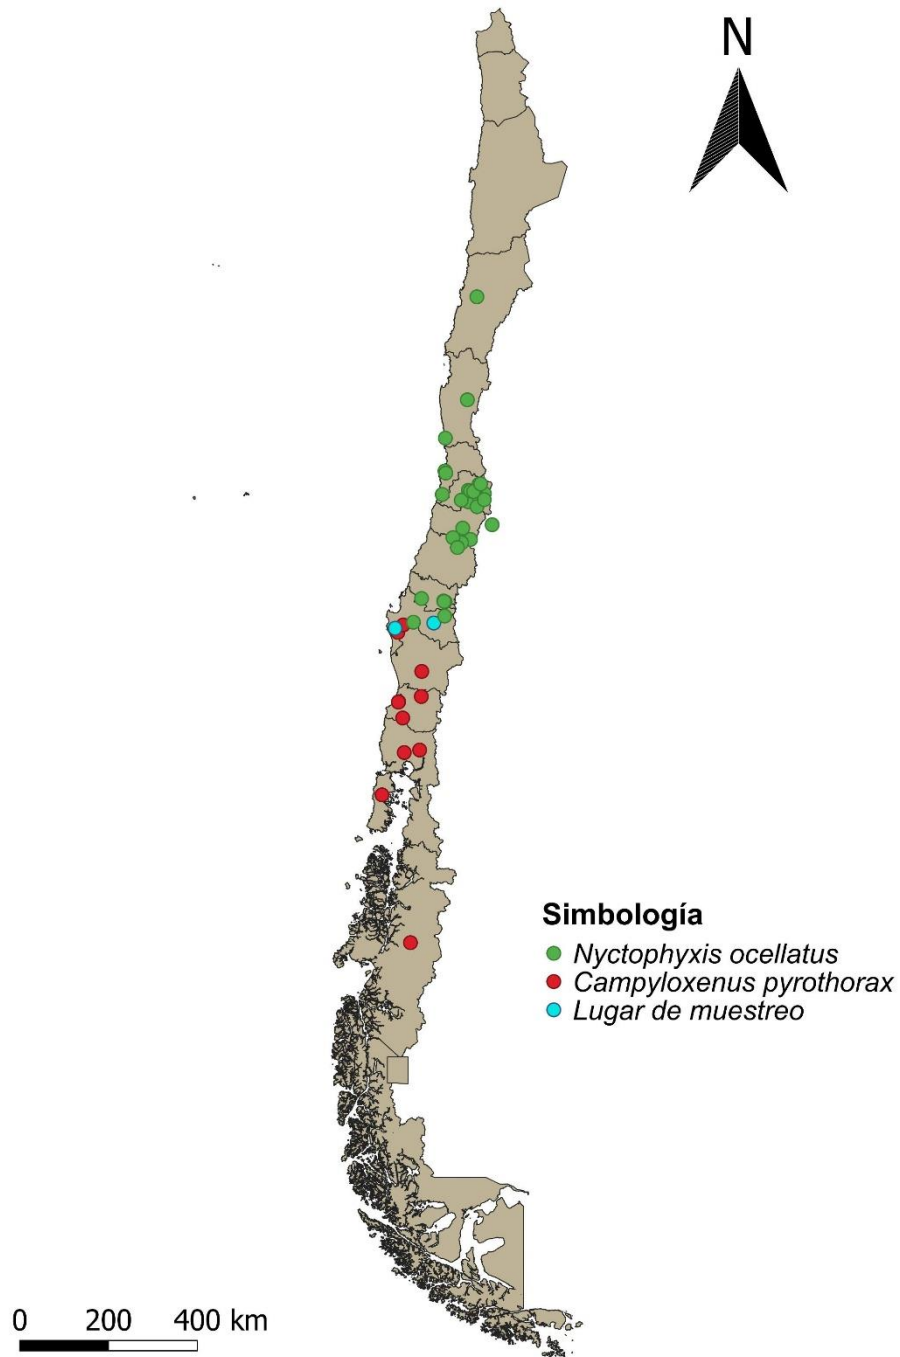 N
Simbología
Nyctophyxis ocellatus
Campyloxenus pyrothorax
Lugar de muestreo
0 200 400 km